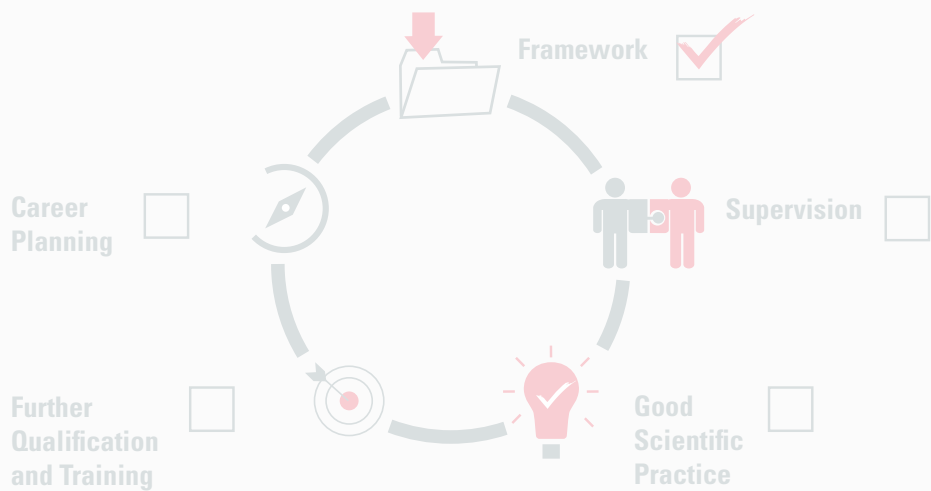 Framework
Career
Planning
Supervision
Further
Qualification
and Training
Good
Scientific
Practice